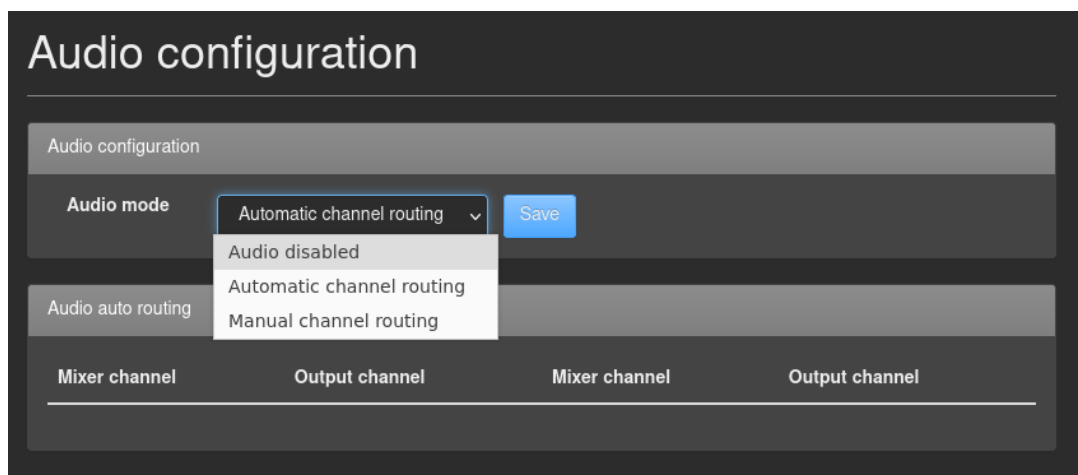 Audio configuration
Audio configuration
Audio mode
Automatic channel routing
Save
Audio disabled
Automatic channel routing
Manual channel routing
Audio auto routing
Mixer channel Output channel Mixer channel Output channel